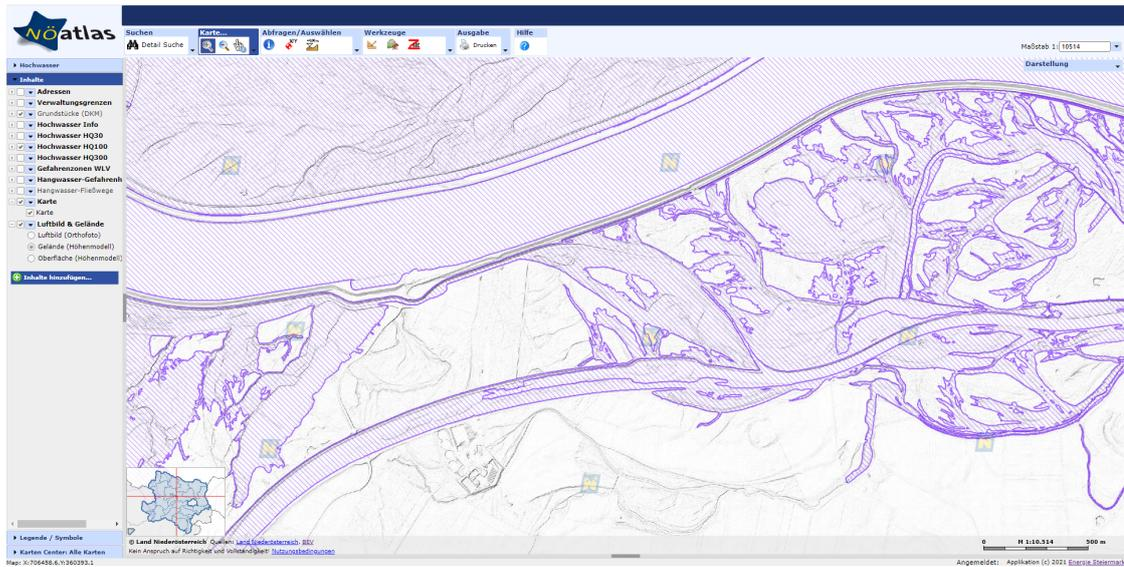 NÖatlas
Suchen Karte... Abfragen/Auswählen Werkzeuge Ausgabe Hilfe
Detail Suche Drucken
Maßstab 1: 10514
Darstellung
Hochwasser
Inhalte
Adressen
Verwaltungsgrenzen
Grundstücke (DKM)
Hochwasser Info
Hochwasser HQ30
Hochwasser HQ100
Hochwasser HQ300
Gefahrenzonen WLV
Hangwasser-Gefahrenh
Hangwasser-Fließwege
Karte
Karte
Luftbild & Gelände
Luftbild (Orthofoto)
Gelände (Höhenmodell)
Oberfläche (Höhenmodell)
Inhalte hinzufügen...
Legende / Symbole
Karten Center: Alle Karten
© Land Niederösterreich Quellen: Land Niederösterreich, BEV
Kein Anspruch auf Richtigkeit und Vollständigkeit! Nutzungsbedingungen
0 M 1:10.514 500 m
Map: X:706458.6,Y:360393.1
Angemeldet: Applikation (c) 2021 Energie Steiermark